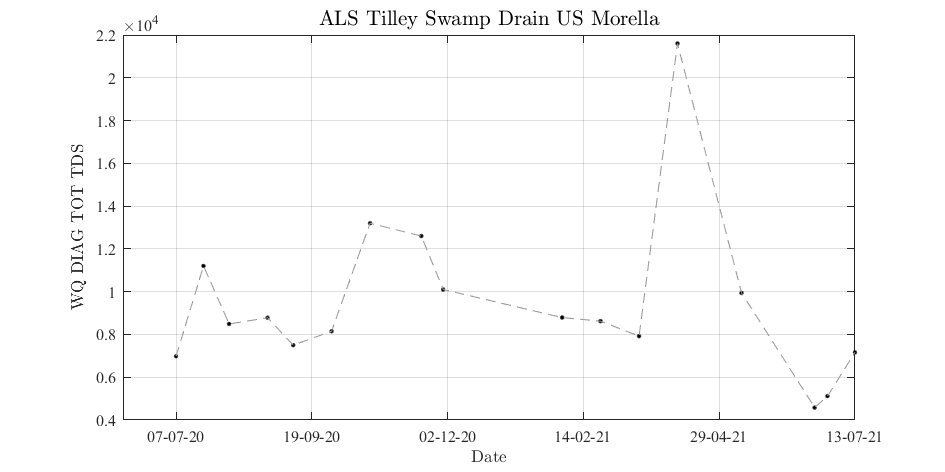 ALS Tilley Swamp Drain US Morella
×10⁴
2.2
2
1.8
1.6
1.4
1.2
1
0.8
0.6
0.4
WQ DIAG TOT TDS
07-07-20 19-09-20 02-12-20 14-02-21 29-04-21 13-07-21
Date